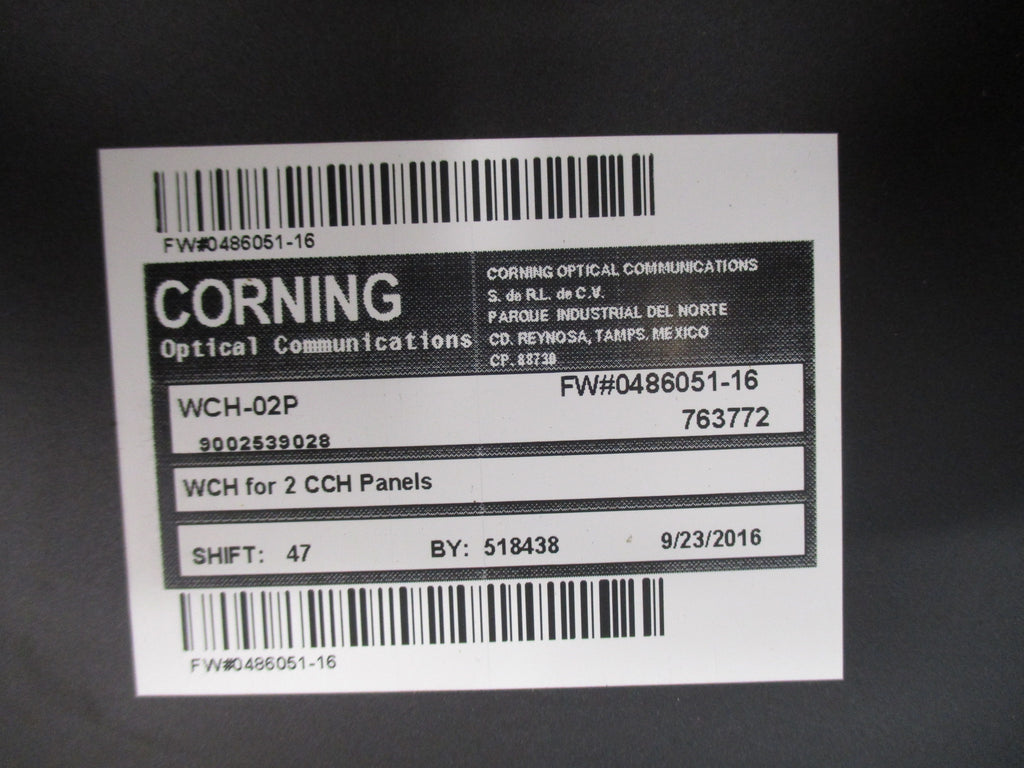 FW#0486051-16
CORNING
Optical Communications
CORNING OPTICAL COMMUNICATIONS
S. de R.L. de C.V.
PARQUE INDUSTRIAL DEL NORTE
CD. REYNOSA, TAMPS. MEXICO
CP. 88730
WCH-02P
FW#0486051-16
9002539028
763772
WCH for 2 CCH Panels
SHIFT: 47 BY: 518438 9/23/2016
FW#0486051-16